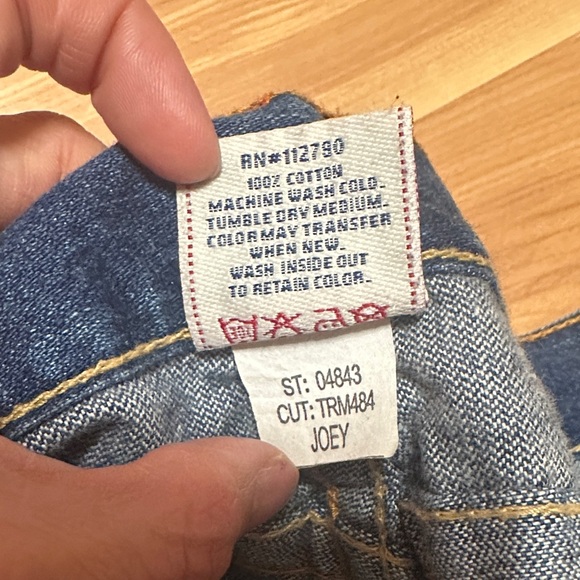 RN#112790
100% COTTON
MACHINE WASH COLD.
TUMBLE DRY MEDIUM.
COLOR MAY TRANSFER
WHEN NEW.
WASH INSIDE OUT
TO RETAIN COLOR.
ST: 04843
CUT: TRM484
JOEY